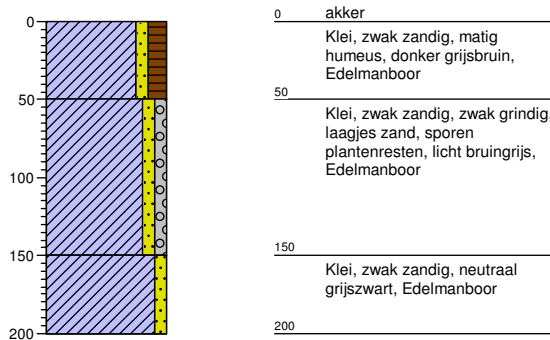 0
50
100
150
200
0 akker
Klei, zwak zandig, matig
humeus, donker grijsbruin,
Edelmanboor
50
Klei, zwak zandig, zwak grindig,
laagjes zand, sporen
plantenresten, licht bruingrijs,
Edelmanboor
150
Klei, zwak zandig, neutraal
grijszwart, Edelmanboor
200